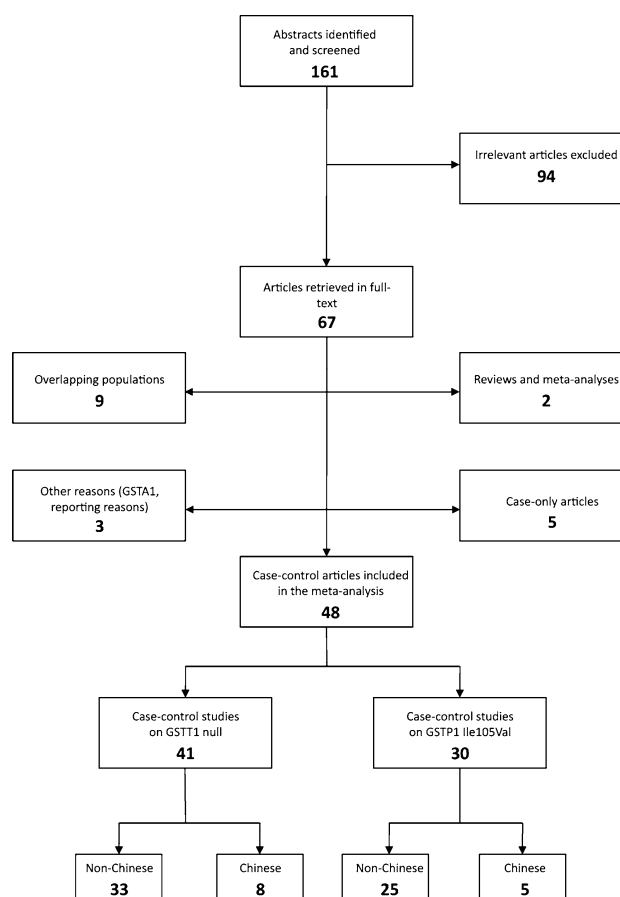 Abstracts identified
and screened
161
Irrelevant articles excluded
94
Articles retrieved in full-
text
67
Overlapping populations
9
Reviews and meta-analyses
2
Other reasons (GSTA1,
reporting reasons)
3
Case-only articles
5
Case-control articles included
in the meta-analysis
48
Case-control studies
on GSTT1 null
41
Case-control studies
on GSTP1 Ile105Val
30
Non-Chinese
33
Chinese
8
Non-Chinese
25
Chinese
5